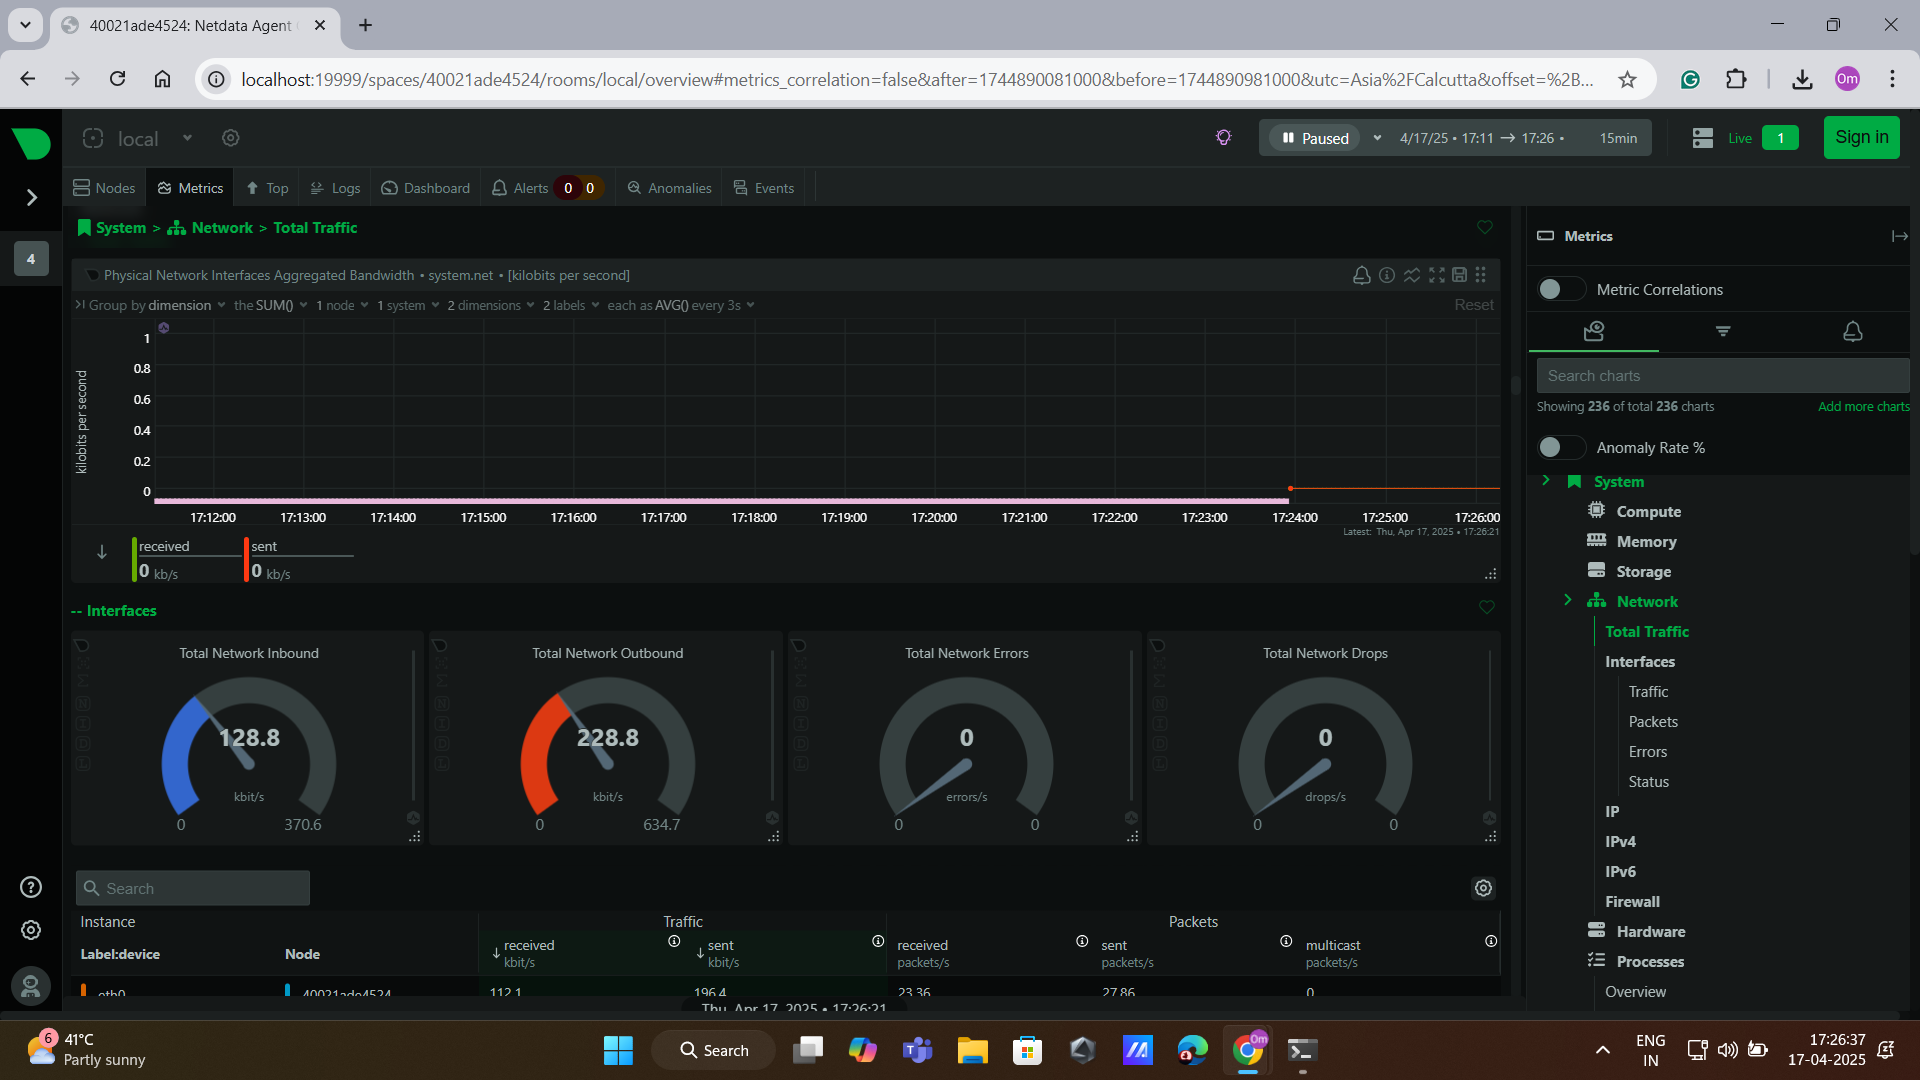 40021ade4524: Netdata Agent
localhost:19999/spaces/40021ade4524/rooms/local/overview#metrics_correlation=false&after=1744890081000&before=1744890981000&utc=Asia%2FCalcutta&offset=%2B...
Om
local
Paused
4/17/25 • 17:11 → 17:26 •
15min
Live
1
Sign in
Nodes
Metrics
Top
Logs
Dashboard
Alerts
0
0
Anomalies
Events
4
System > Network > Total Traffic
Physical Network Interfaces Aggregated Bandwidth • system.net • [kilobits per second]
Group by dimension the SUM() 1 node 1 system 2 dimensions 2 labels each as AVG() every 3s
Reset
kilobits per second
1
0.8
0.6
0.4
0.2
0
17:12:00
17:13:00
17:14:00
17:15:00
17:16:00
17:17:00
17:18:00
17:19:00
17:20:00
17:21:00
17:22:00
17:23:00
17:24:00
17:25:00
17:26:00
Latest: Thu, Apr 17, 2025 • 17:26:21
received
0 kb/s
sent
0 kb/s
-- Interfaces
Total Network Inbound
128.8
kbit/s
0
370.6
N
I
D
L
Total Network Outbound
228.8
kbit/s
0
634.7
N
I
D
L
Total Network Errors
0
errors/s
0
0
N
I
D
L
Total Network Drops
0
drops/s
0
0
N
I
D
L
Search
Instance
Traffic
Packets
Label:device
Node
received
kbit/s
sent
kbit/s
received
packets/s
sent
packets/s
multicast
packets/s
eth0
40021ade4524
112.1
196.4
23.36
27.86
0
Thu, Apr 17, 2025 • 17:26:21
Metrics
Metric Correlations
Search charts
Showing 236 of total 236 charts
Add more charts
Anomaly Rate %
System
Compute
Memory
Storage
Network
Total Traffic
Interfaces
Traffic
Packets
Errors
Status
IP
IPv4
IPv6
Firewall
Hardware
Processes
Overview
6
41°C
Partly sunny
Search
Om
ENG
IN
17:26:37
17-04-2025